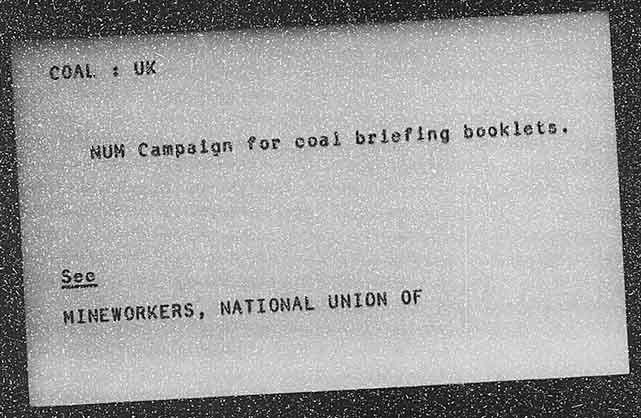 COAL : UK
NUM Campaign for coal briefing booklets.
See
MINEWORKERS, NATIONAL UNION OF